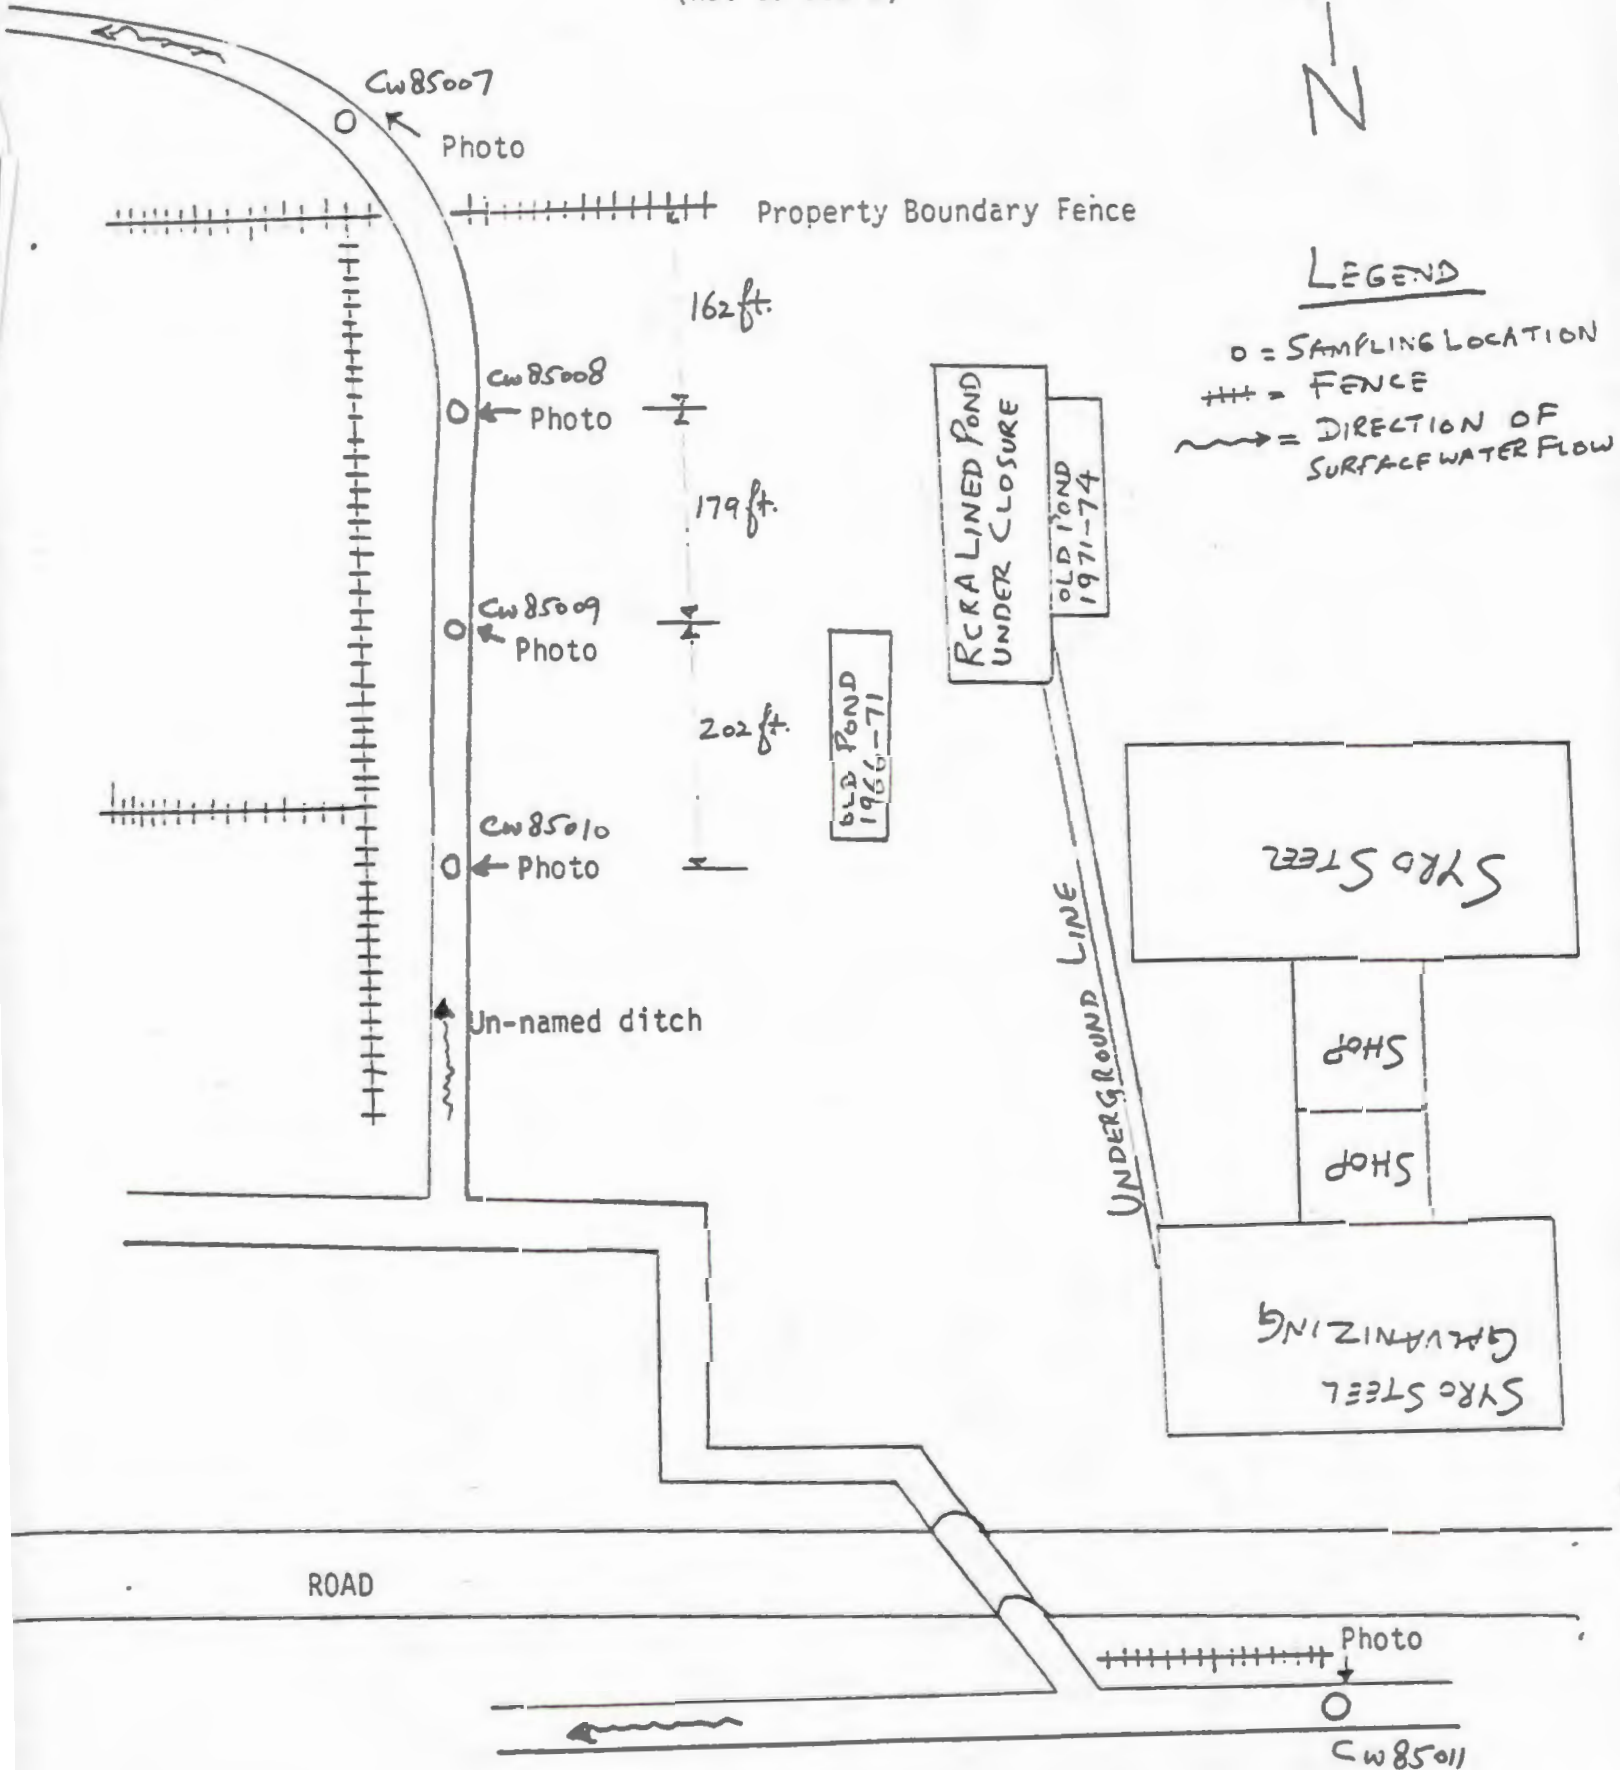 CW85007
Photo
N
Property Boundary Fence
LEGEND
162 ft.
O = SAMPLING LOCATION
= FENCE
= DIRECTION OF
SURFACE WATER FLOW
CW85008
Photo
RCRA LINED POND
UNDER CLOSURE
OLD POND
1971-74
179 ft.
CW85009
Photo
OLD POND
1966-71
202 ft.
CW85010
Photo
SYRO STEEL
UNDERGROUND LINE
Un-named ditch
SHOP
SHOP
SYRO STEEL
GALVANIZING
ROAD
Photo
CW85011